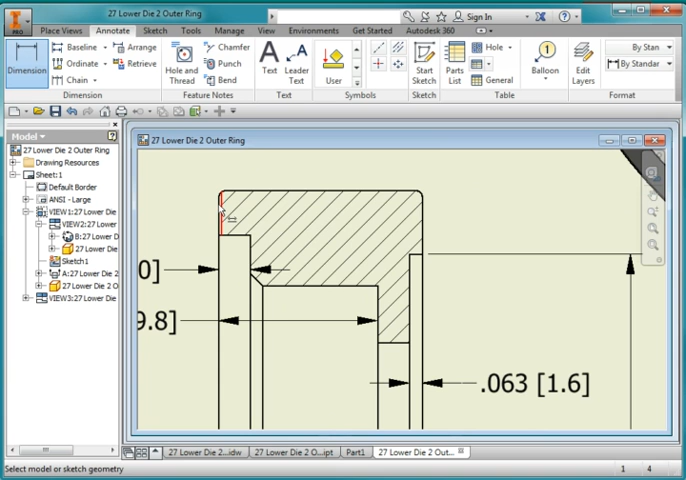 27 Lower Die 2 Outer Ring
Sign In
PRO
Place Views
Annotate
Sketch
Tools
Manage
View
Environments
Get Started
Autodesk 360
Dimension
Baseline
Ordinate
Chain
Arrange
Retrieve
Dimension
Hole and
Thread
Chamfer
Punch
Bend
Feature Notes
Text
Leader
Text
Text
User
Symbols
Start
Sketch
Sketch
Parts
List
Hole
General
Table
1
Balloon
Edit
Layers
By Stan
By Standar
Format
Model
27 Lower Die 2 Outer Ring
Drawing Resources
Sheet:1
Default Border
ANSI - Large
VIEW1:27 Lower Die
VIEW2:27 Lower
B:27 Lower Die
27 Lower Die
Sketch1
A:27 Lower Die 2
27 Lower Die 2 O
VIEW3:27 Lower Die
27 Lower Die 2 Outer Ring
0]
9.8]
.063 [1.6]
27 Lower Die 2...idw
27 Lower Die 2 O...ipt
Part1
27 Lower Die 2 Out...
Select model or sketch geometry
1
4